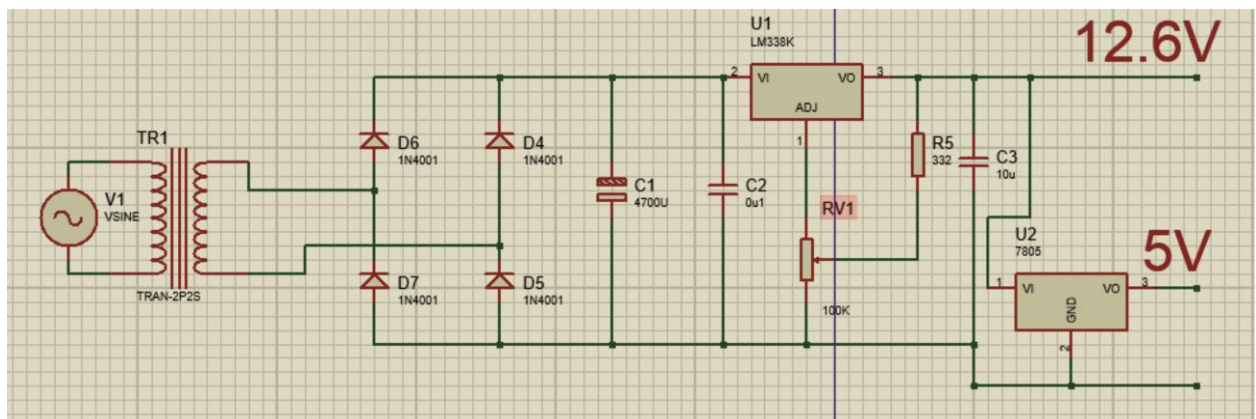 12.6V
U1
LM338K
2
VI
VO
3
ADJ
1
TR1
D6
1N4001
D4
1N4001
R5
332
C3
10u
V1
VSINE
C1
4700U
C2
0u1
RV1
U2
7805
5V
D7
1N4001
D5
1N4001
1
VI
VO
3
GND
2
TRAN-2P2S
100K